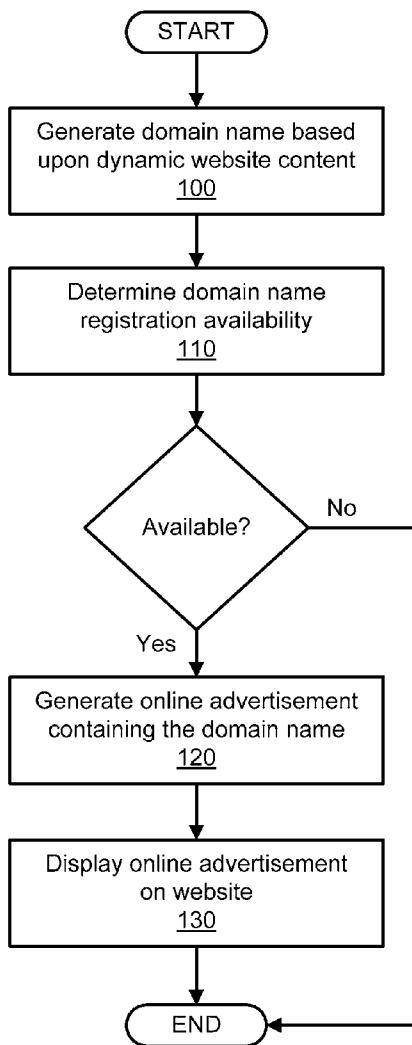 START
Generate domain name based
upon dynamic website content
100
Determine domain name
registration availability
110
Available?
No
Yes
Generate online advertisement
containing the domain name
120
Display online advertisement
on website
130
END